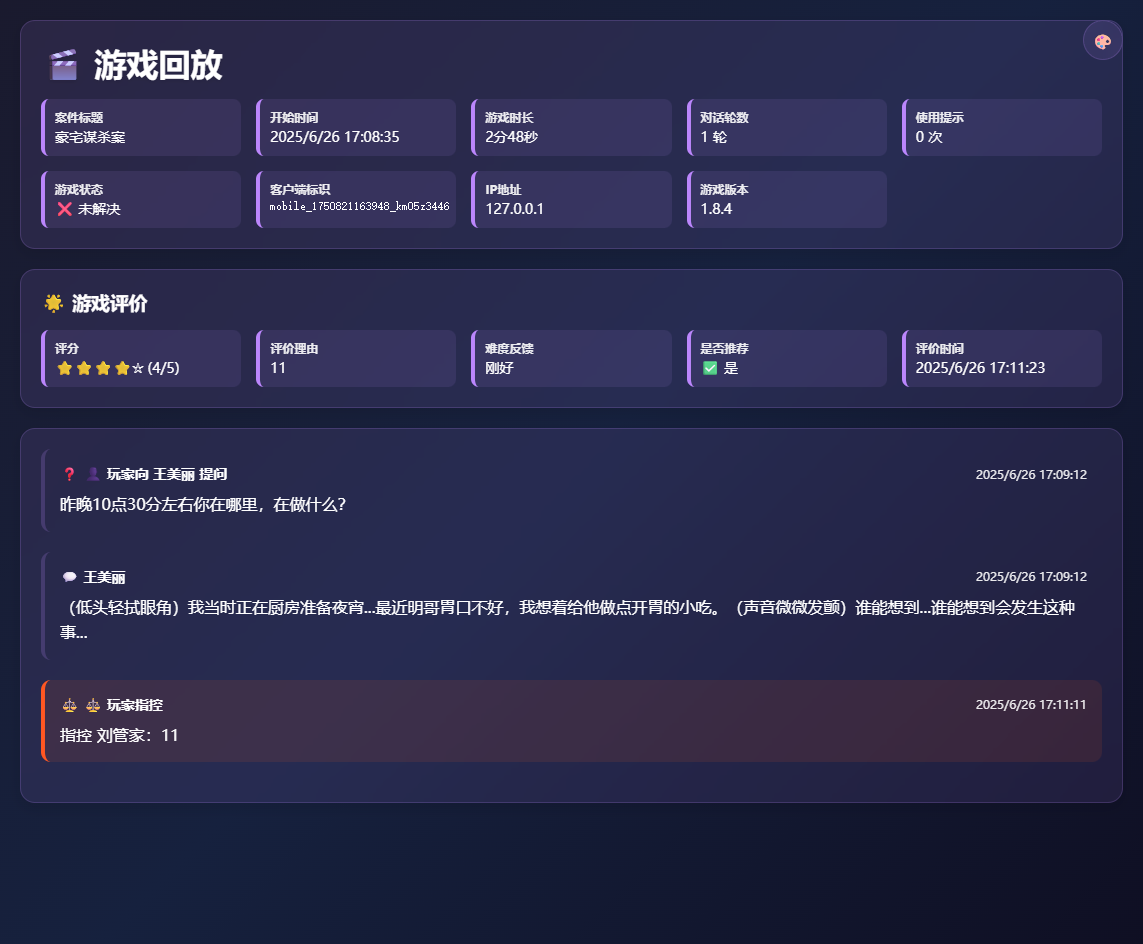 游戏回放
案件标题
豪宅谋杀案
开始时间
2025/6/26 17:08:35
游戏时长
2分48秒
对话轮数
1 轮
使用提示
0 次
游戏状态
❌ 未解决
客户端标识
mobile_1750821163948_km05z3446
IP地址
127.0.0.1
游戏版本
1.8.4
🌟 游戏评价
评分
⭐⭐⭐⭐☆ (4/5)
评价理由
11
难度反馈
刚好
是否推荐
✅ 是
评价时间
2025/6/26 17:11:23
❓ 👤 玩家向 王美丽 提问
2025/6/26 17:09:12
昨晚10点30分左右你在哪里，在做什么？
💬 王美丽
2025/6/26 17:09:12
（低头轻拭眼角）我当时正在厨房准备夜宵...最近明哥胃口不好，我想着给他做点开胃的小吃。（声音微微发颤）谁能想到...谁能想到会发生这种
事...
⚖️ ⚖️ 玩家指控
2025/6/26 17:11:11
指控 刘管家：11